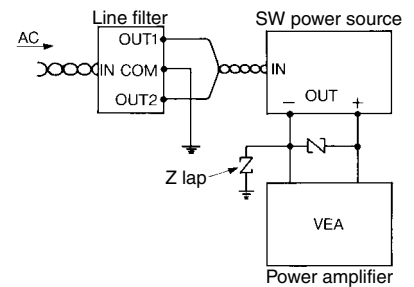 Line filter
SW power source
AC
OUT1
IN COM
IN
OUT2
OUT
− +
Z lap
VEA
Power amplifier